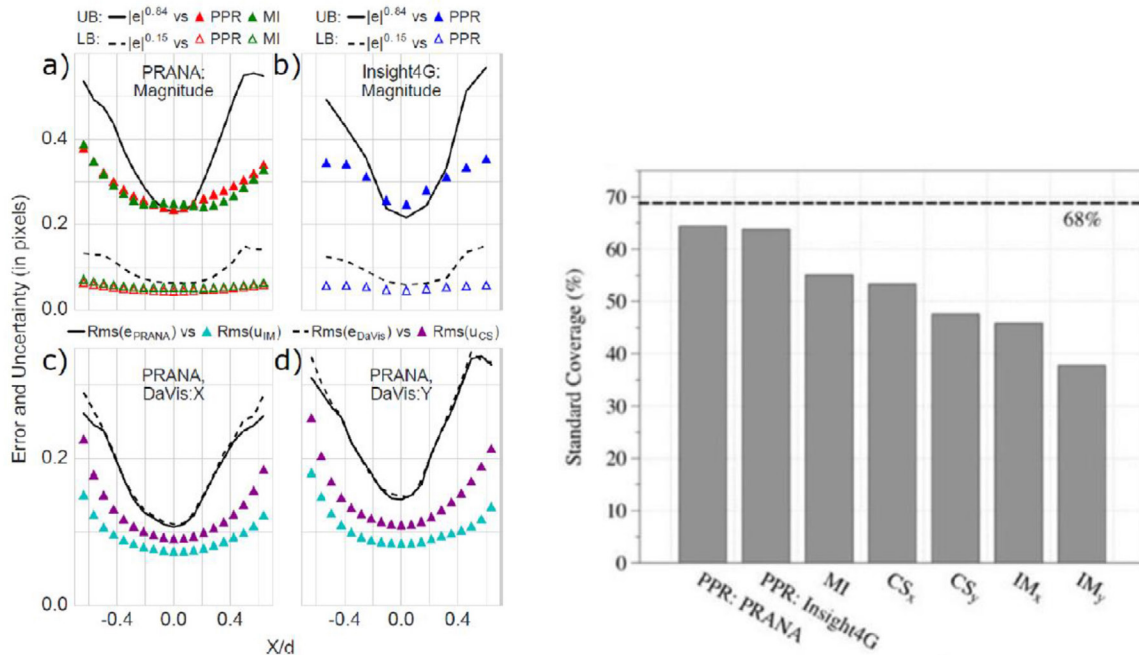 UB: — |e|^0.84 vs ▲ PPR ▲ MI
LB: --- |e|^0.15 vs △ PPR △ MI
UB: — |e|^0.84 vs ▲ PPR
LB: --- |e|^0.15 vs △ PPR
a)
PRANA:
Magnitude
b)
Insight4G:
Magnitude
0.4
0.2
0.0
Error and Uncertainty (in pixels)
— Rms(e_PRANA) vs ▲ Rms(u_IM) --- Rms(e_DaVis) vs ▲ Rms(u_CS)
c)
PRANA,
DaVis:X
d)
PRANA,
DaVis:Y
0.2
0.0
-0.4 0.0 0.4 -0.4 0.0 0.4
X/d
Standard Coverage (%)
70
60
50
40
30
20
10
0
68%
PPR: PRANA
PPR: Insight4G
MI
CS_x
CS_y
IM_x
IM_y